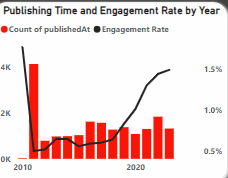 Publishing Time and Engagement Rate by Year
Count of publishedAt Engagement Rate
4K
2K
0K
1.5%
1.0%
0.5%
2010 2020